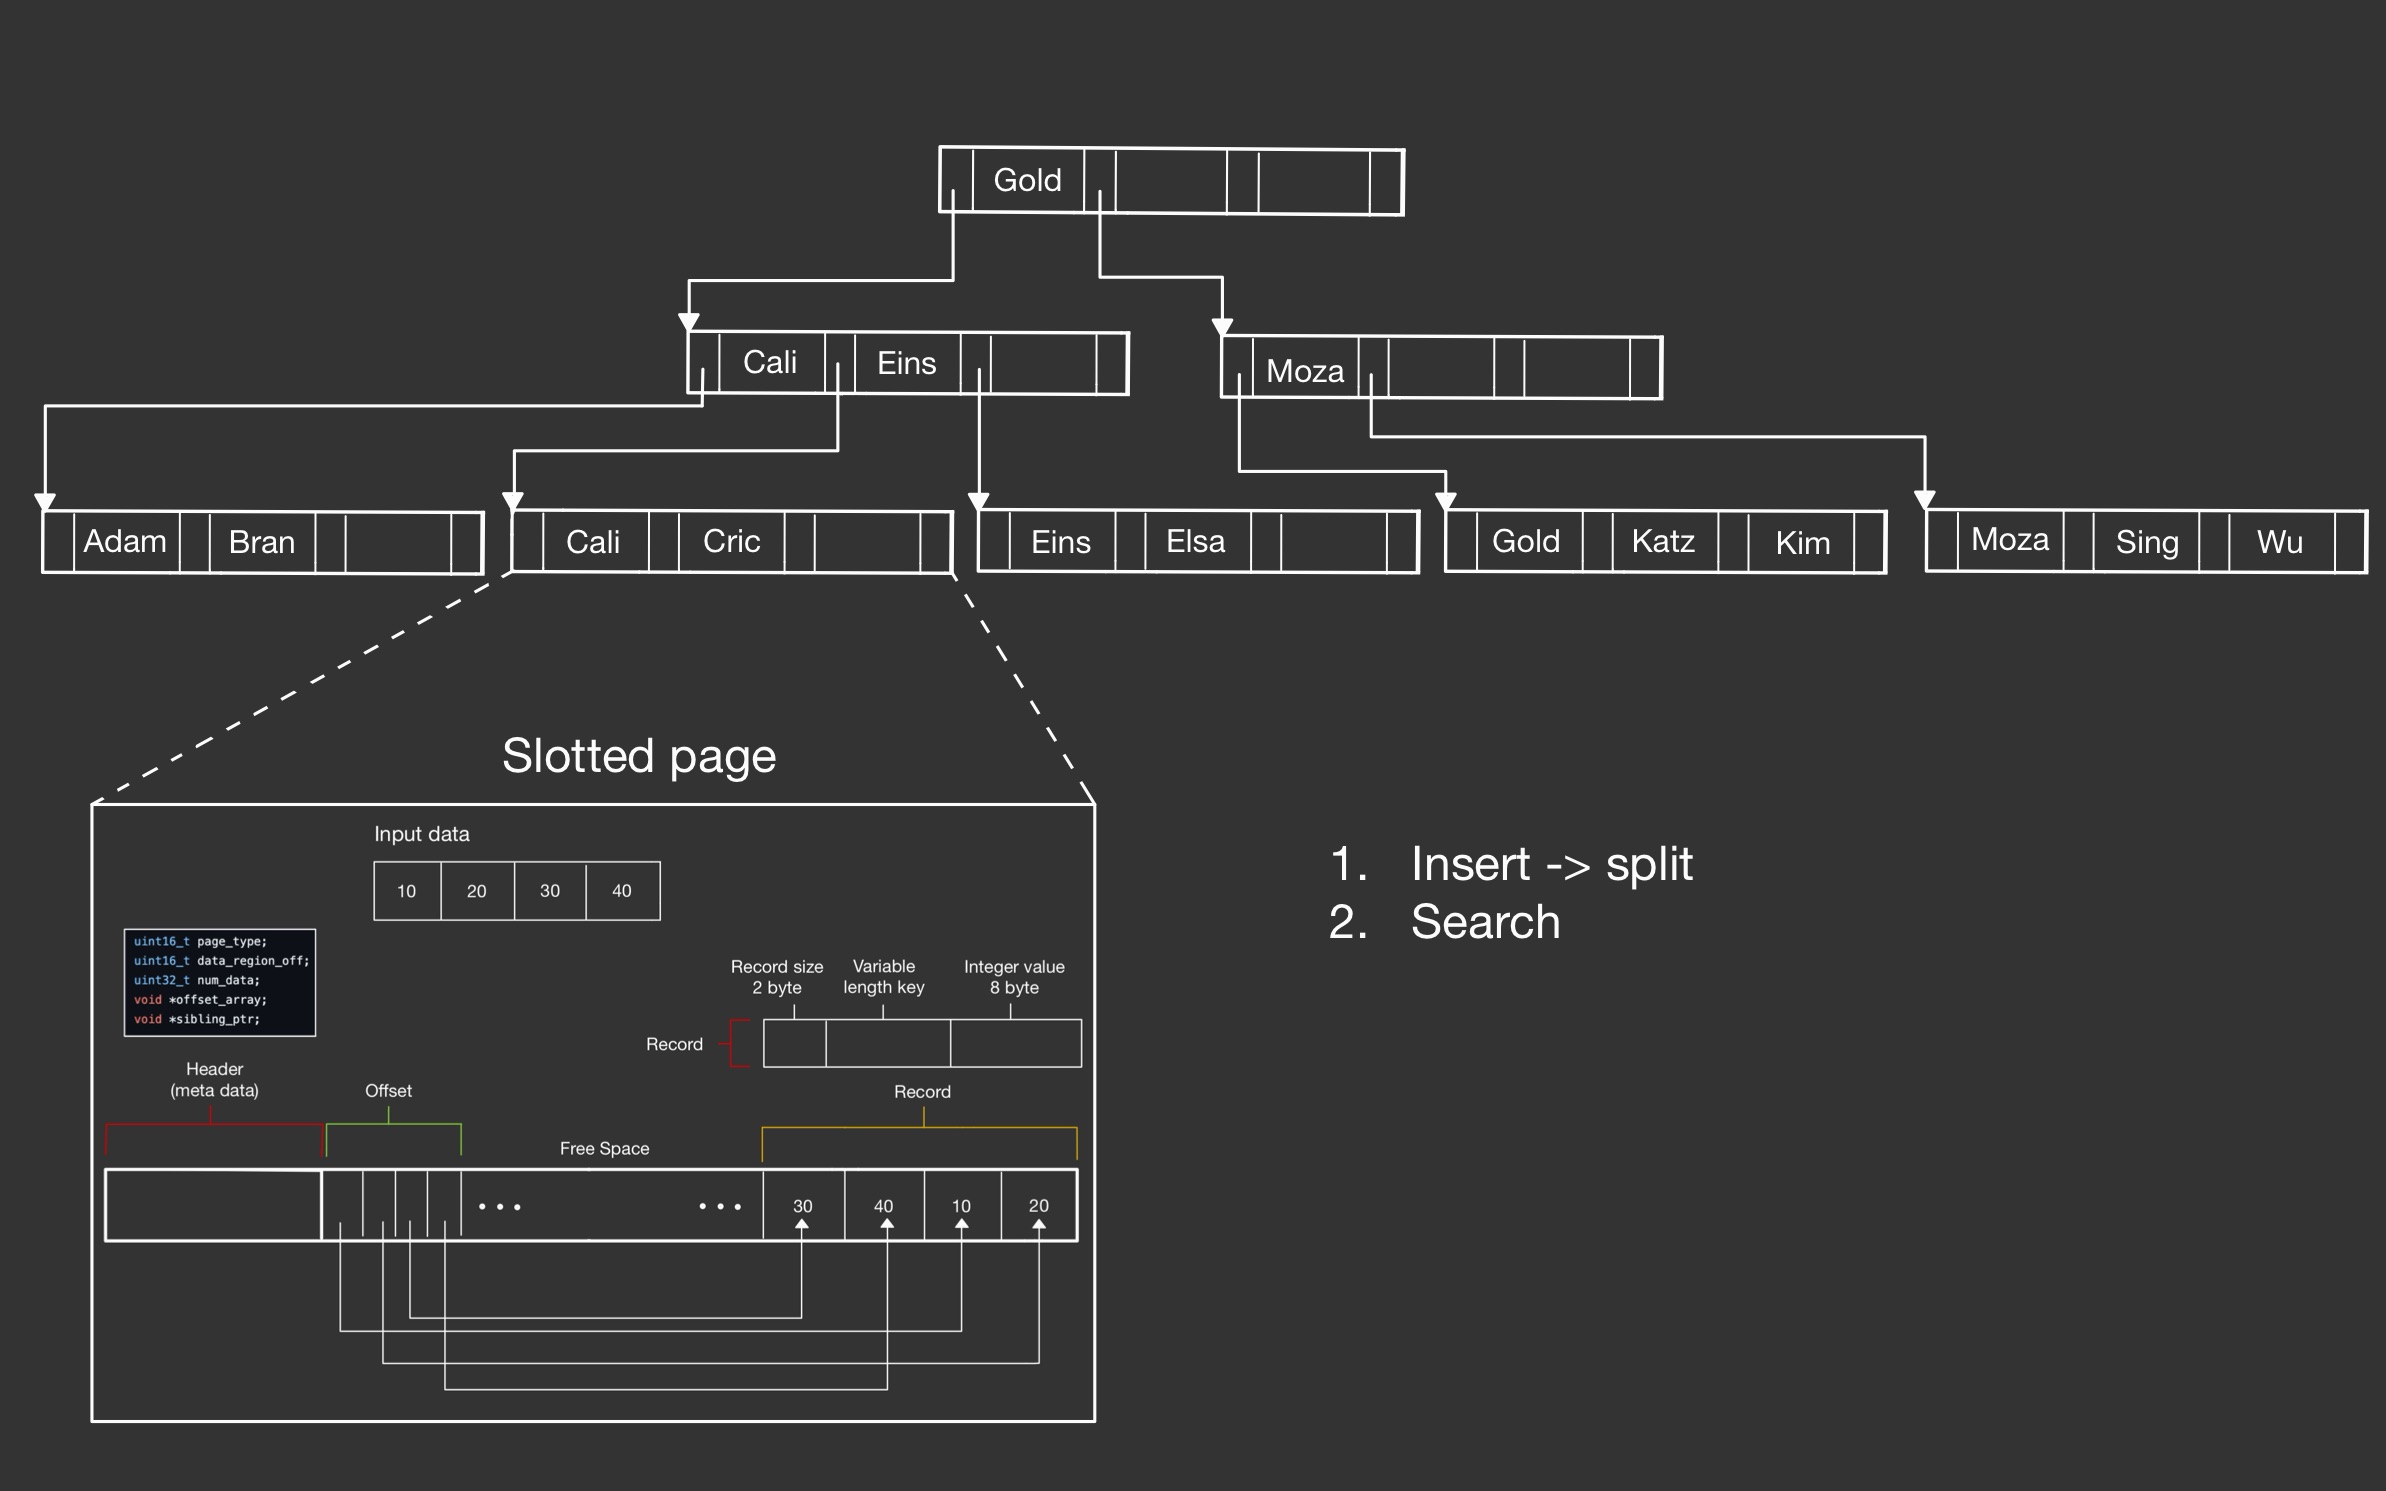 Gold
Cali Eins
Moza
Adam Bran
Cali Cric
Eins Elsa
Gold Katz Kim
Moza Sing Wu
Slotted page
Input data
10 20 30 40
uint16_t page_type;
uint16_t data_region_off;
uint32_t num_data;
void *offset_array;
void *sibling_ptr;
Record size
2 byte
Variable
length key
Integer value
8 byte
Record
Header
(meta data)
Offset
Free Space
Record
... ... 30 40 10 20
1. Insert -> split
2. Search